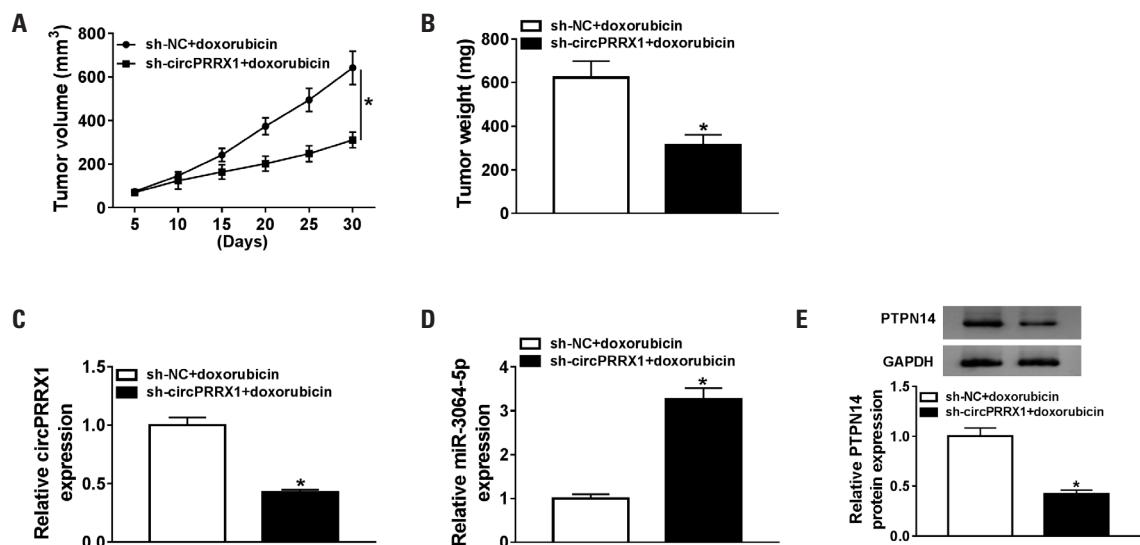 A
Tumor volume (mm3)
800
600
400
200
0
sh-NC+doxorubicin
sh-circPRRX1+doxorubicin
*
5 10 15 20 25 30
(Days)
B
Tumor weight (mg)
sh-NC+doxorubicin
sh-circPRRX1+doxorubicin
800
600
400
200
0
*
C
Relative circPRRX1
expression
sh-NC+doxorubicin
sh-circPRRX1+doxorubicin
1.5
1.0
0.5
0.0
*
D
Relative miR-3064-5p
expression
sh-NC+doxorubicin
sh-circPRRX1+doxorubicin
4
3
2
1
0
*
E
PTPN14
GAPDH
Relative PTPN14
protein expression
sh-NC+doxorubicin
sh-circPRRX1+doxorubicin
1.5
1.0
0.5
0.0
*